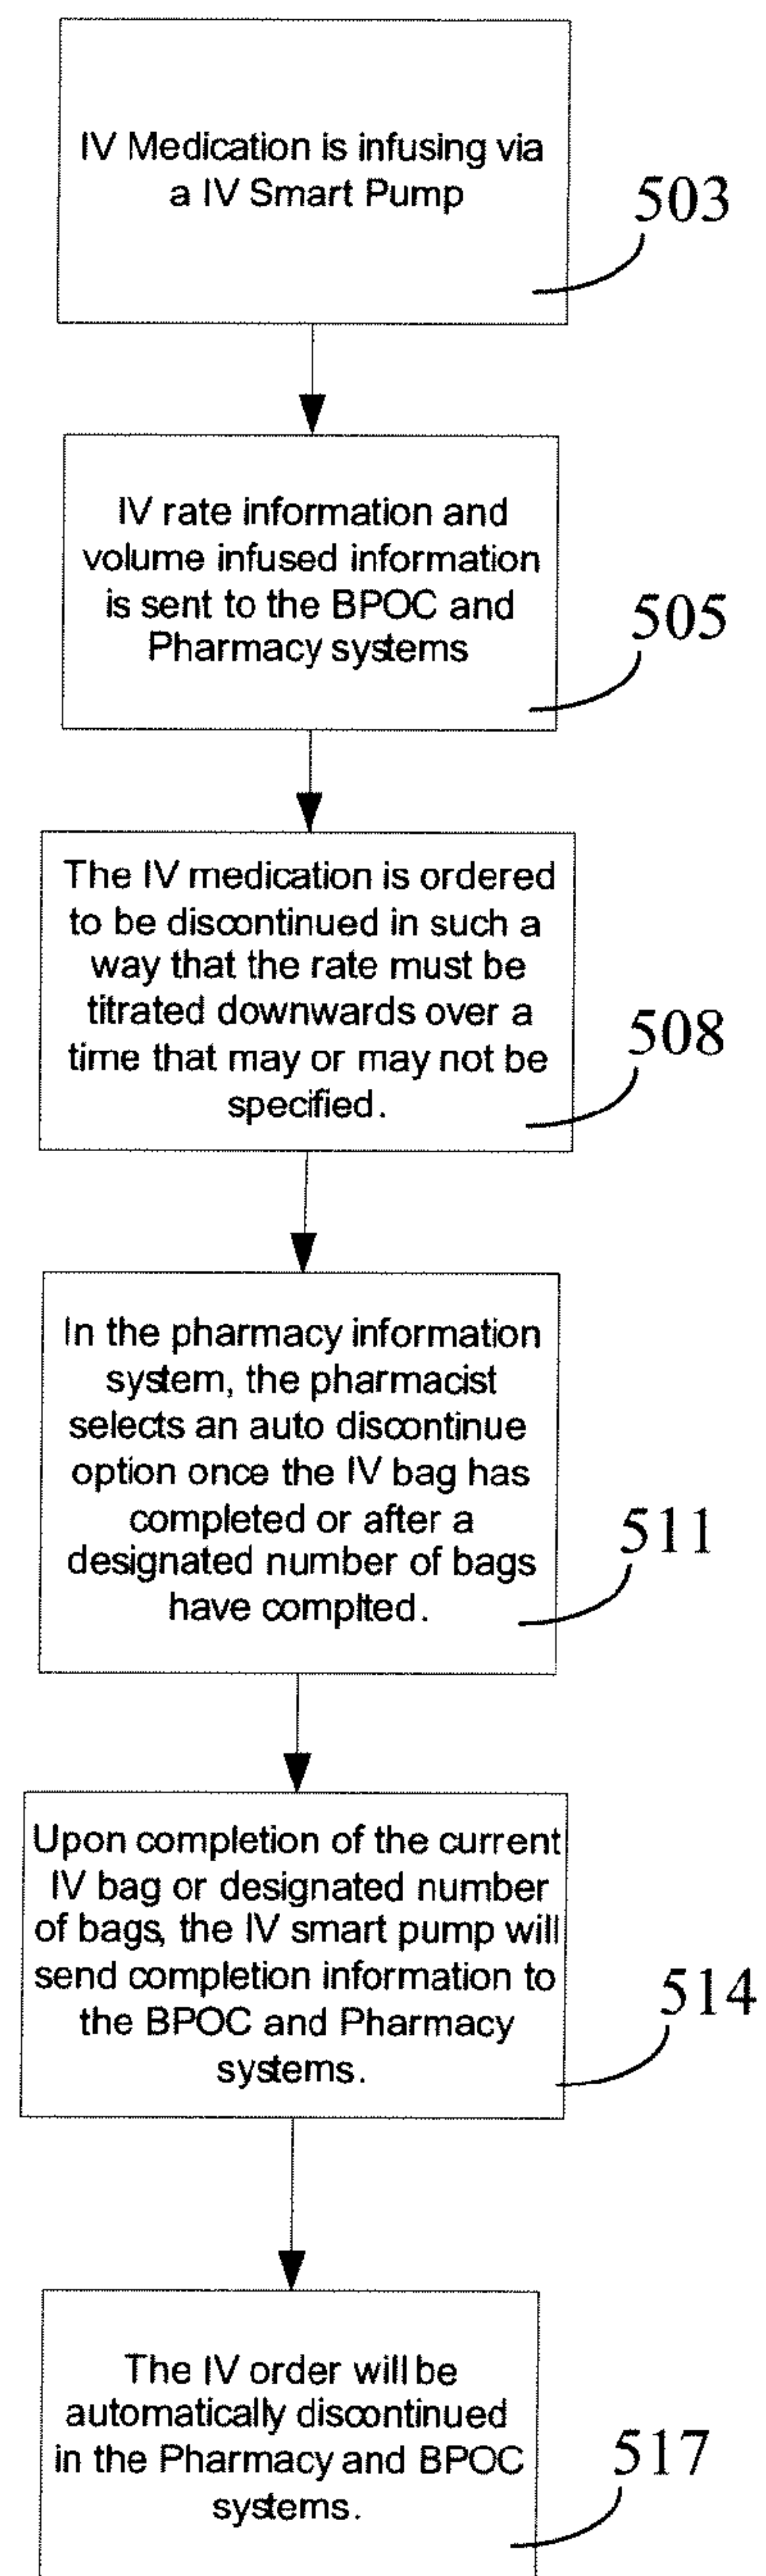 IV Medication is infusing via
a IV Smart Pump
503
IV rate information and
volume infused information
is sent to the BPOC and
Pharmacy systems
505
The IV medication is ordered
to be discontinued in such a
way that the rate must be
titrated downwards over a
time that may or may not be
specified.
508
In the pharmacy information
system, the pharmacist
selects an auto discontinue
option once the IV bag has
completed or after a
designated number of bags
have complted.
511
Upon completion of the current
IV bag or designated number
of bags, the IV smart pump will
send completion information to
the BPOC and Pharmacy
systems.
514
The IV order will be
automatically discontinued
in the Pharmacy and BPOC
systems.
517